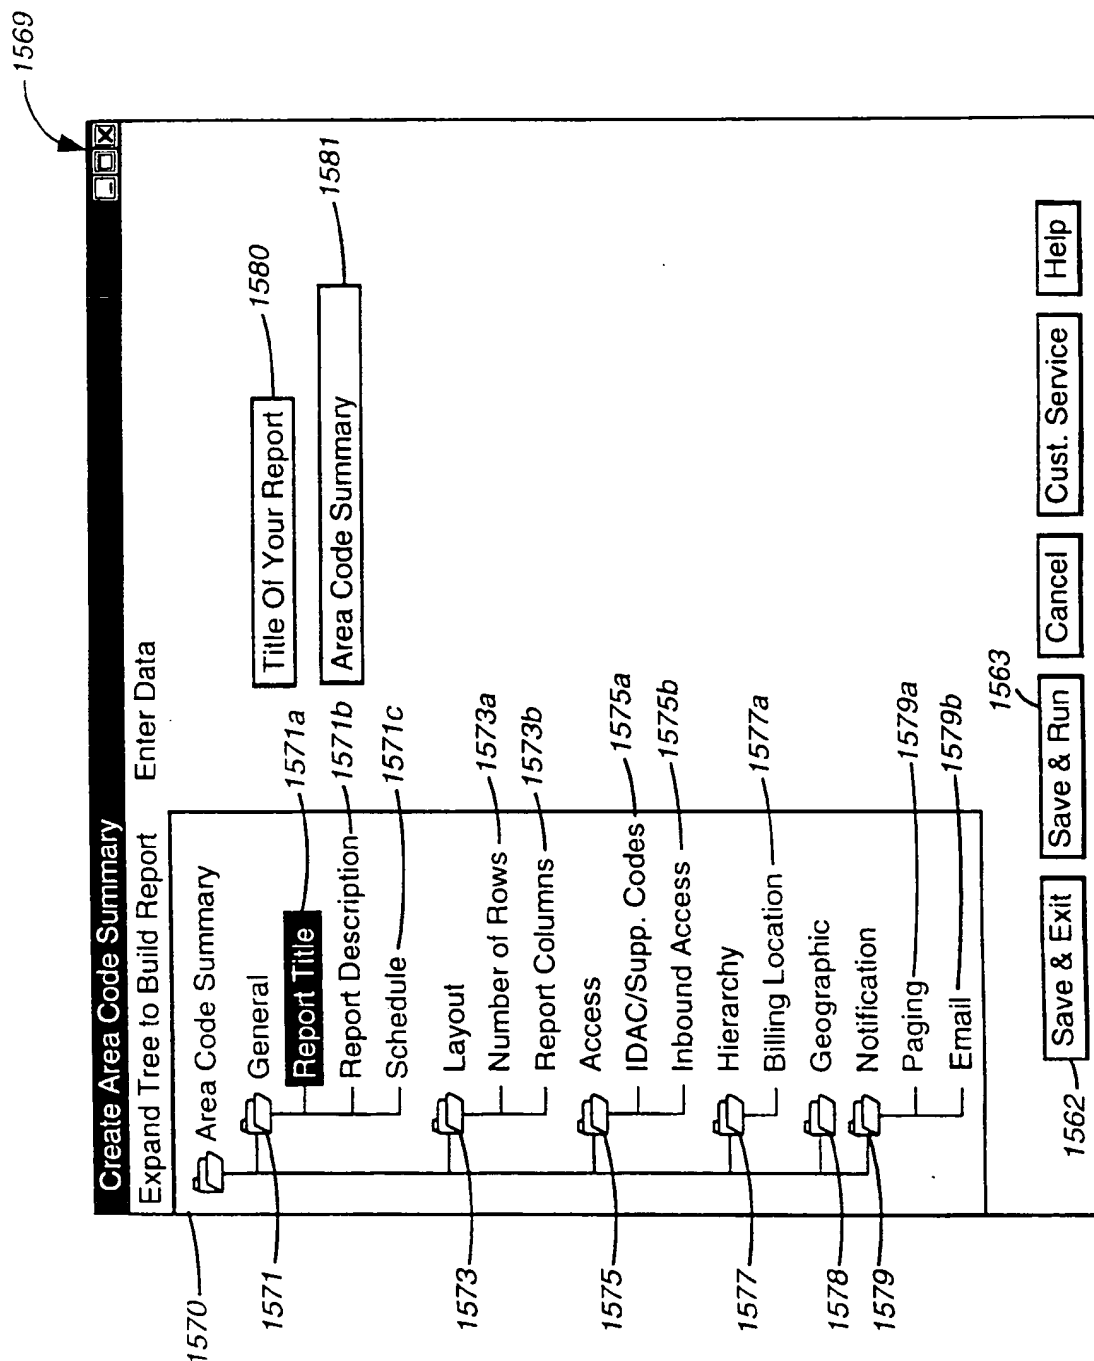 1569
Create Area Code Summary
Expand Tree to Build Report
Enter Data
1570
Area Code Summary
1571
General
Report Title
1571a
Report Description
1571b
Schedule
1571c
1573
Layout
Number of Rows
1573a
Report Columns
1573b
1575
Access
IDAC/Supp. Codes
1575a
Inbound Access
1575b
1577
Hierarchy
Billing Location
1577a
1578
Geographic
1579
Notification
Paging
1579a
Email
1579b
Title Of Your Report
1580
Area Code Summary
1581
1562
Save & Exit
1563
Save & Run
Cancel
Cust. Service
Help